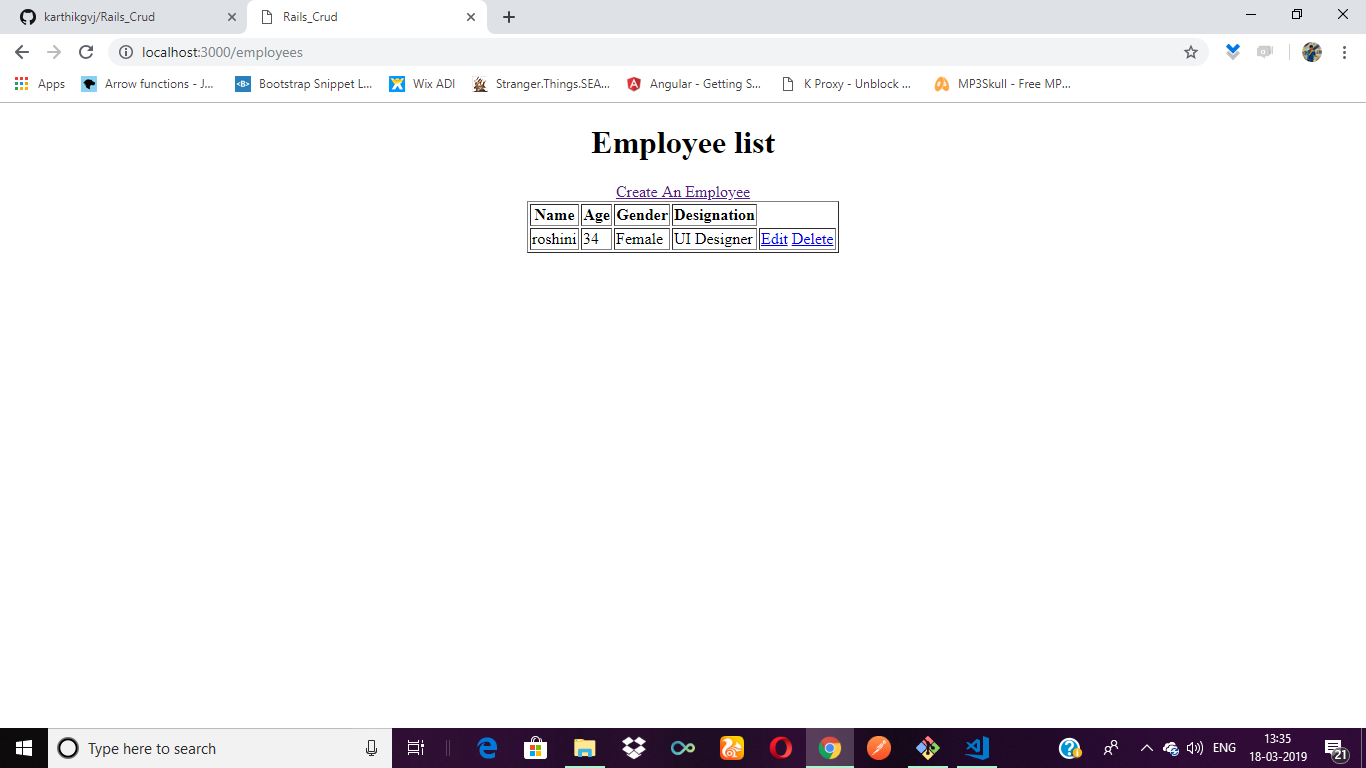 karthikgvj/Rails_Crud
Rails_Crud
localhost:3000/employees
Apps
Arrow functions - J...
<B>
Bootstrap Snippet L...
Wix ADI
Stranger.Things.SEA...
Angular - Getting S...
K Proxy - Unblock ...
MP3Skull - Free MP...
Employee list
Create An Employee
Name Age Gender Designation
roshini 34 Female UI Designer Edit Delete
Type here to search
ENG
13:35
18-03-2019
21